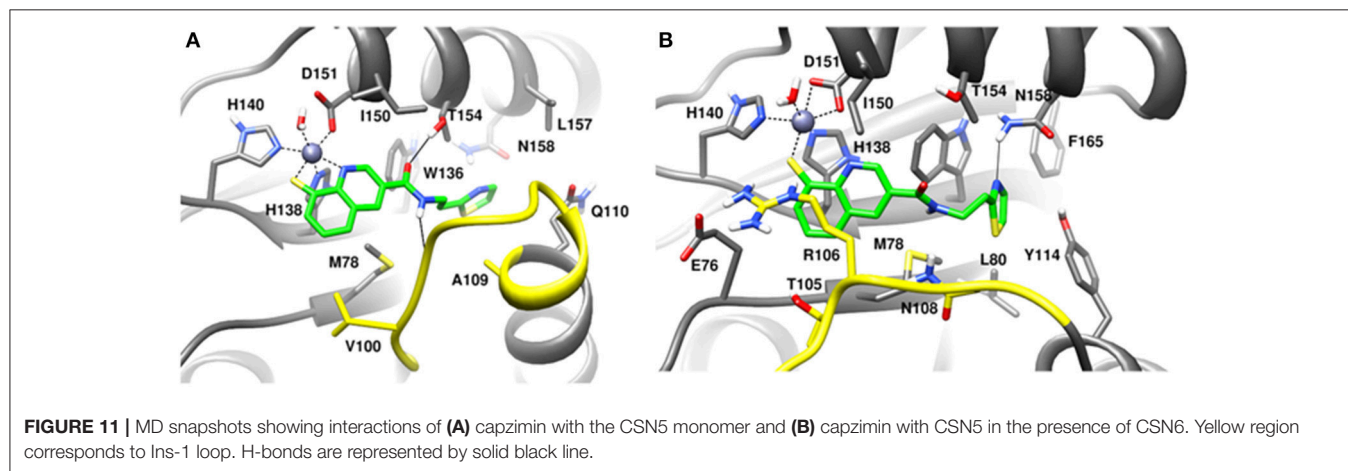 A
D151
H140
I150
T154
L157
N158
W136
H138
Q110
M78
A109
V100
B
D151
T154
H140
I150
N158
H138
F165
E76
R106
M78
L80
Y114
T105
N108
FIGURE 11 | MD snapshots showing interactions of (A) capzimin with the CSN5 monomer and (B) capzimin with CSN5 in the presence of CSN6. Yellow region
corresponds to Ins-1 loop. H-bonds are represented by solid black line.